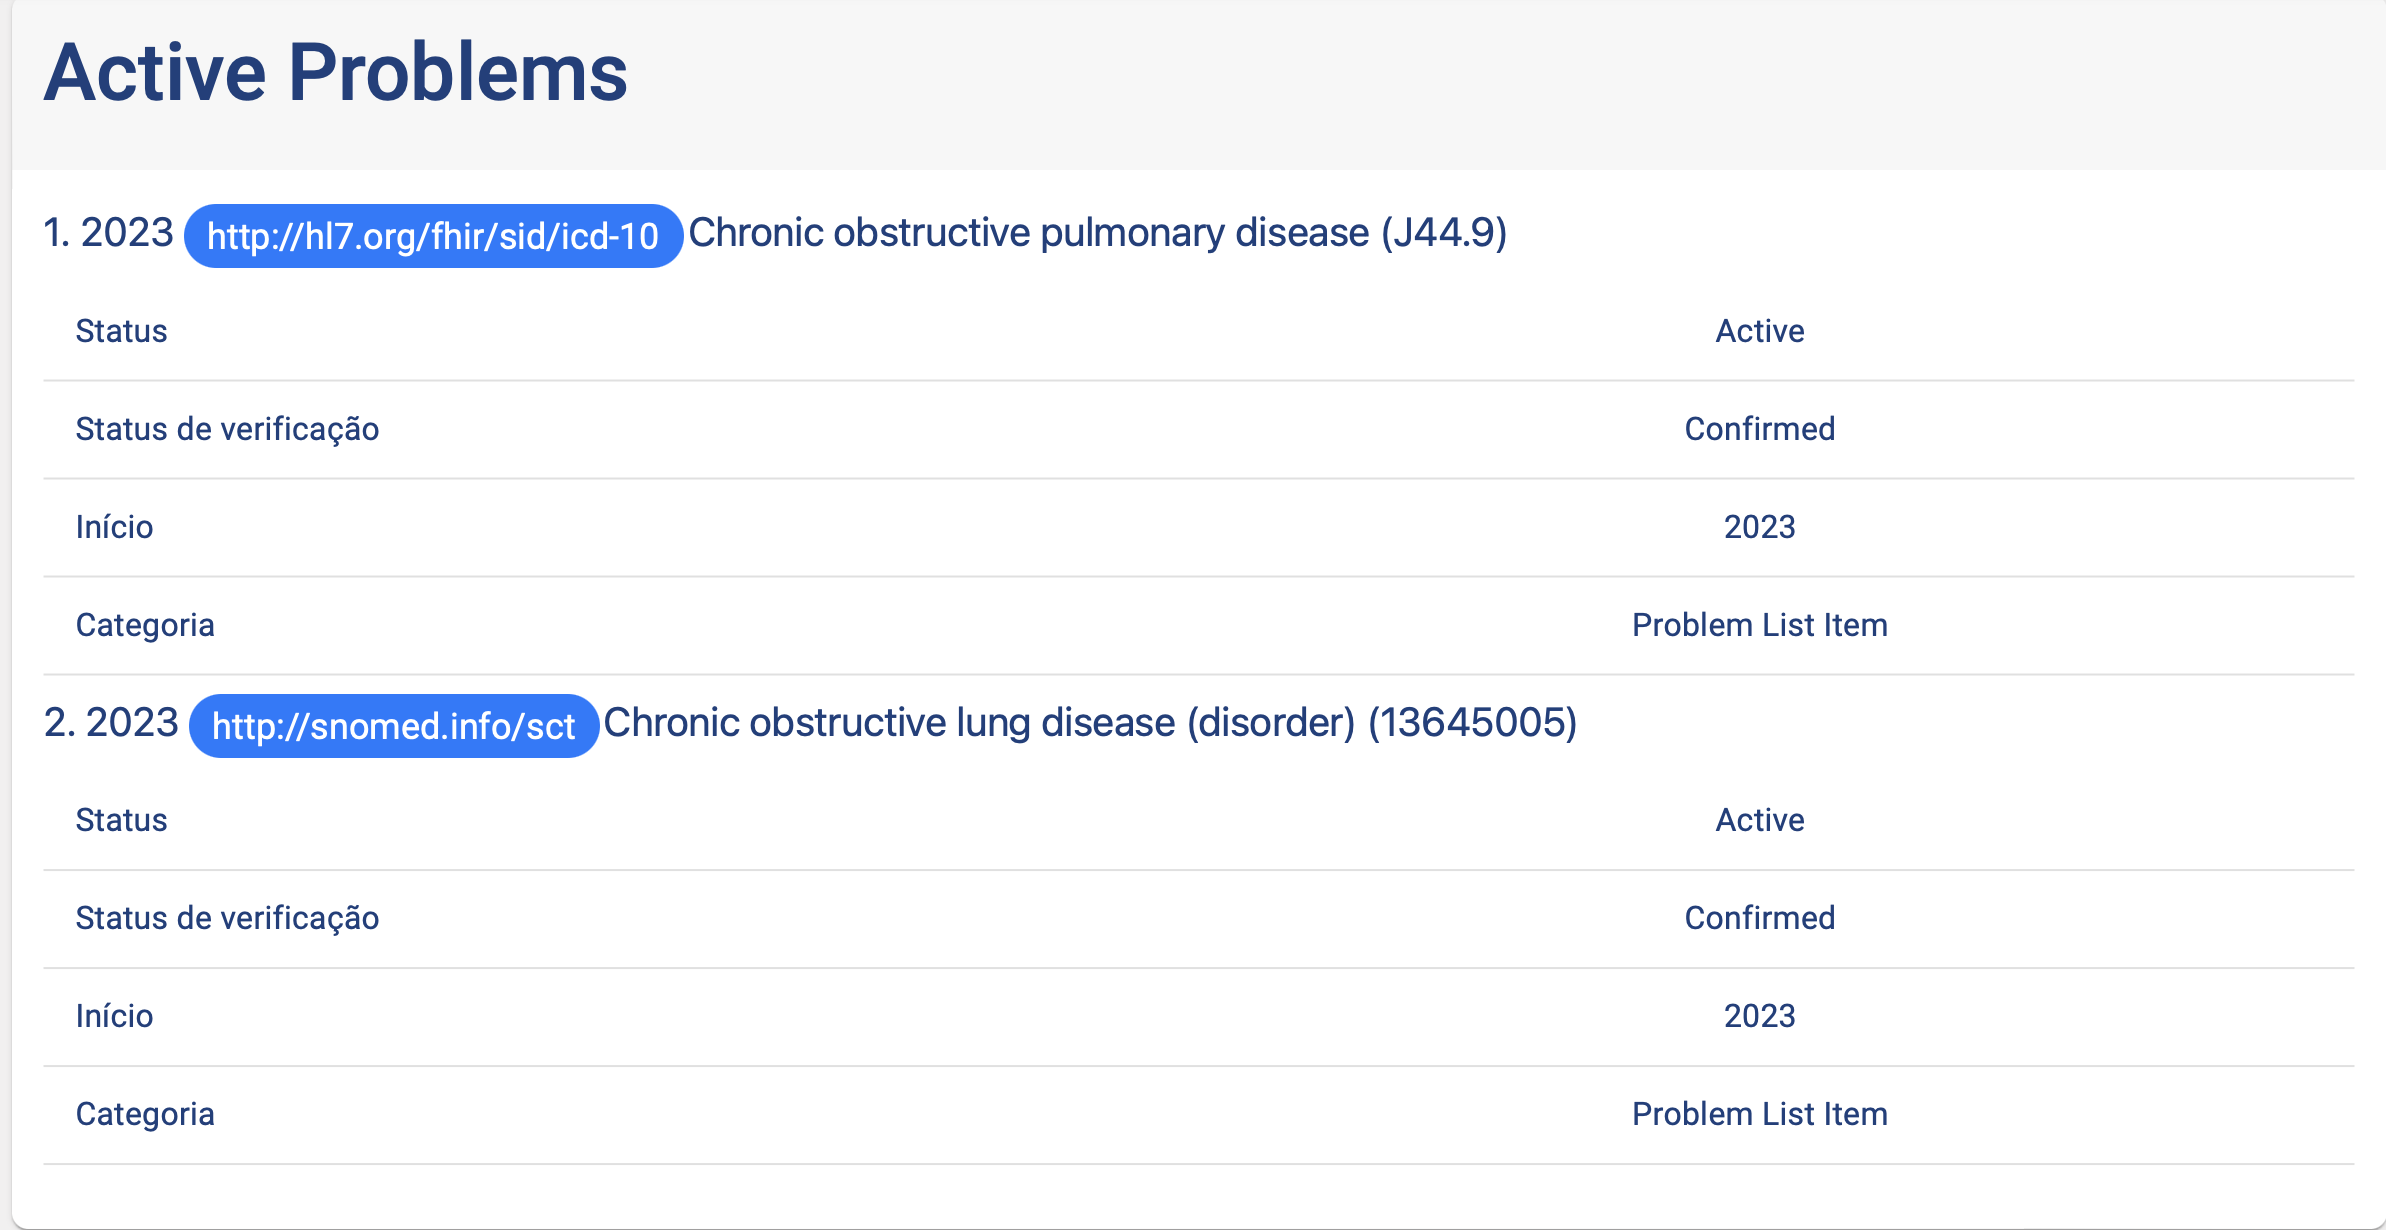 Active Problems
1. 2023 http://hl7.org/fhir/sid/icd-10 Chronic obstructive pulmonary disease (J44.9)
Status Active
Status de verificação Confirmed
Início 2023
Categoria Problem List Item
2. 2023 http://snomed.info/sct Chronic obstructive lung disease (disorder) (13645005)
Status Active
Status de verificação Confirmed
Início 2023
Categoria Problem List Item